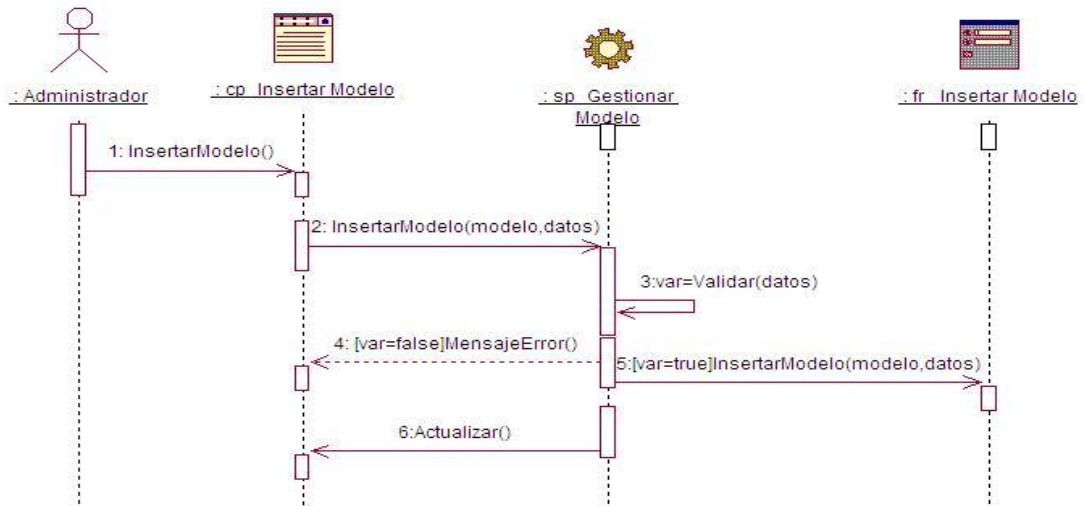 : Administrador
: cp_Insertar Modelo
: sp_Gestionar
Modelo
: fr_Insertar Modelo
1: InsertarModelo()
2: InsertarModelo(modelo,datos)
3:var=Validar(datos)
4: [var=false]MensajeError()
5:[var=true]InsertarModelo(modelo,datos)
6:Actualizar()